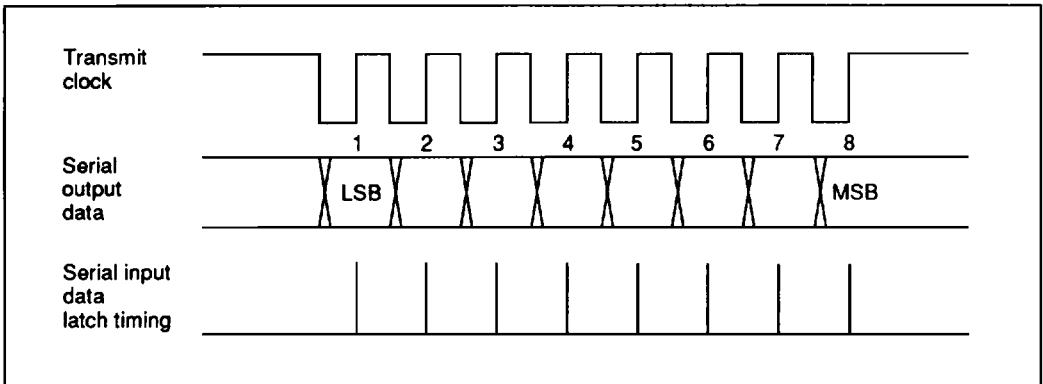 Transmit
clock
1 2 3 4 5 6 7 8
Serial
output
data
LSB MSB
Serial input
data
latch timing